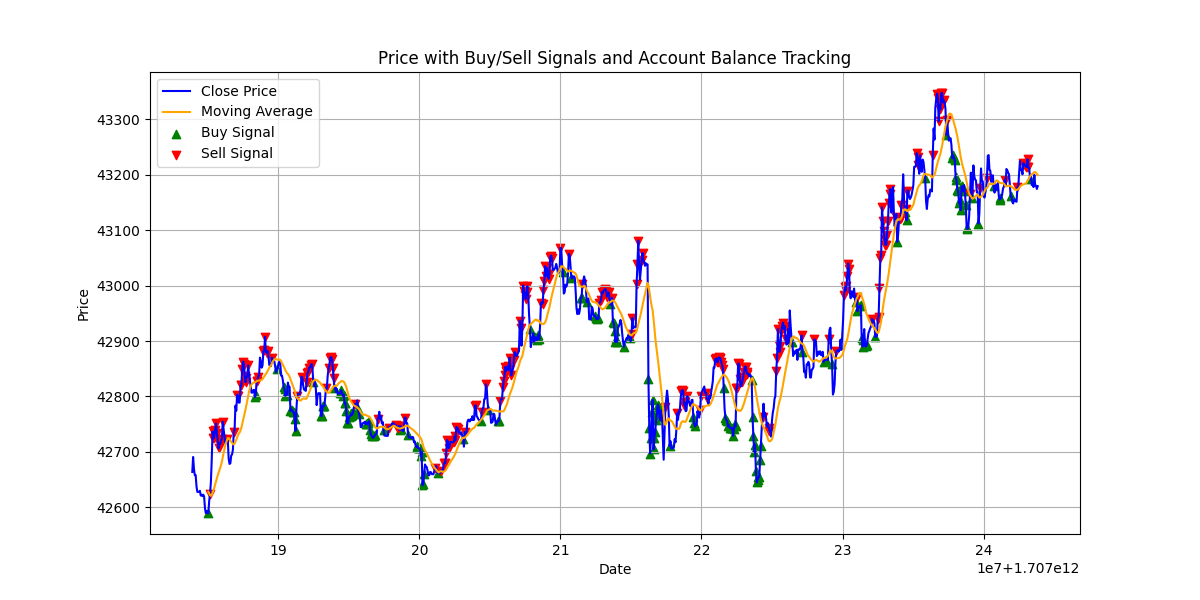 Price with Buy/Sell Signals and Account Balance Tracking
Close Price
Moving Average
Buy Signal
Sell Signal
43300
43200
43100
43000
42900
42800
42700
42600
Price
19 20 21 22 23 24
Date
1e7+1.707e12